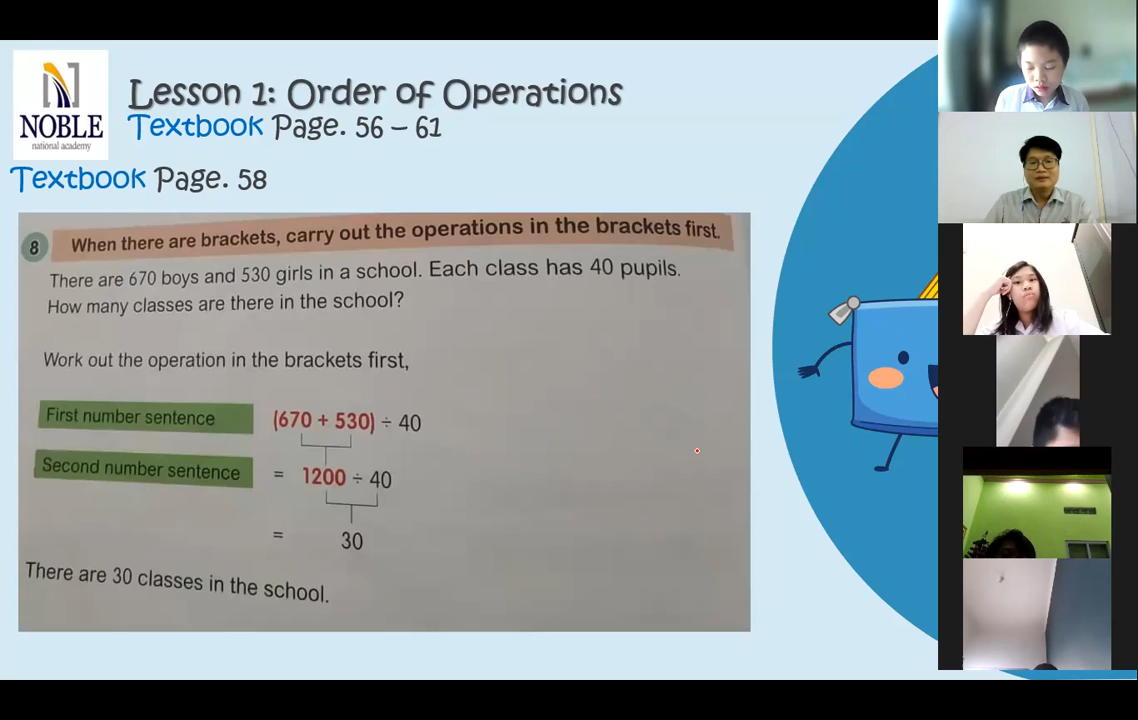 NOBLE
national academy
Lesson 1: Order of Operations
Textbook Page. 56 – 61
Textbook Page. 58
8 When there are brackets, carry out the operations in the brackets first.
There are 670 boys and 530 girls in a school. Each class has 40 pupils.
How many classes are there in the school?
Work out the operation in the brackets first,
First number sentence (670 + 530) ÷ 40
Second number sentence = 1200 ÷ 40
= 30
There are 30 classes in the school.